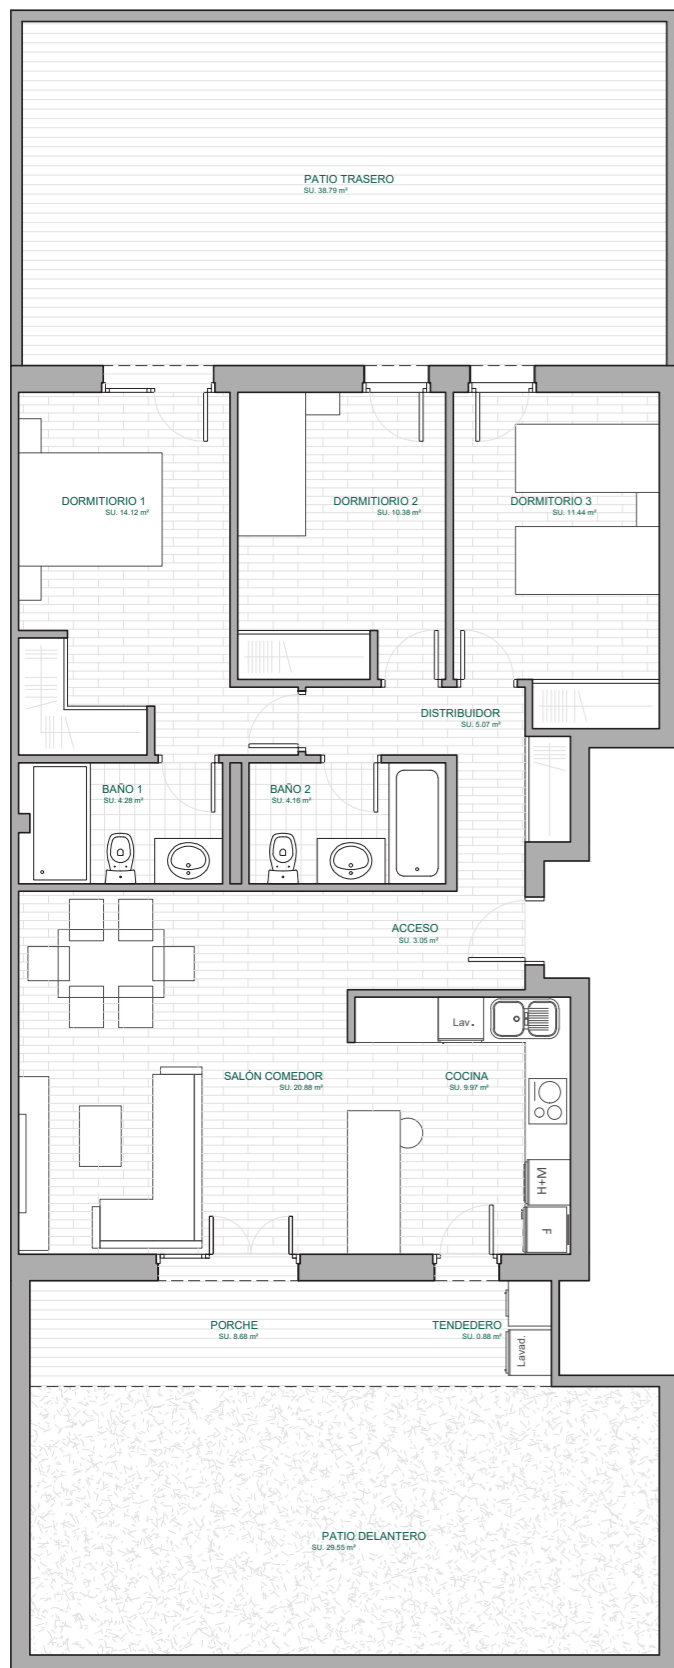 PATIO TRASERO
SU. 38.79 m²
DORMITIORIO 1
SU. 14.12 m²
DORMITIORIO 2
SU. 10.38 m²
DORMITORIO 3
SU. 11.44 m²
DISTRIBUIDOR
SU. 5.07 m²
BAÑO 1
SU. 4.28 m²
BAÑO 2
SU. 4.16 m²
ACCESO
SU. 3.05 m²
Lav.
SALÓN COMEDOR
SU. 20.88 m²
COCINA
SU. 9.97 m²
H+M
F
PORCHE
SU. 8.68 m²
TENDEDERO
SU. 0.88 m²
Lavad.
PATIO DELANTERO
SU. 29.55 m²